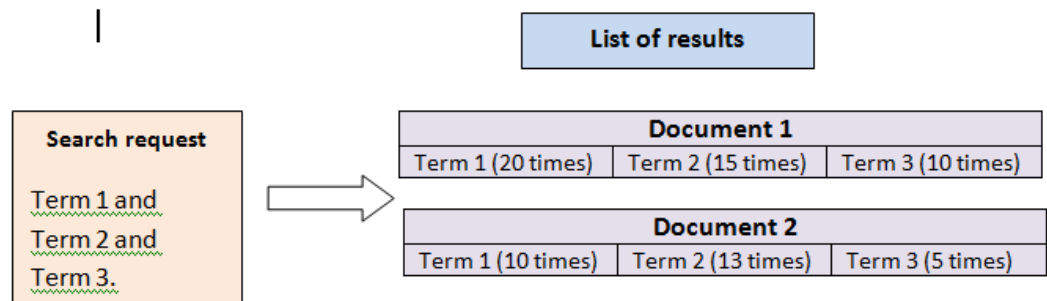 List of results
Search request
Term 1 and
Term 2 and
Term 3.
Document 1
Term 1 (20 times) Term 2 (15 times) Term 3 (10 times)
Document 2
Term 1 (10 times) Term 2 (13 times) Term 3 (5 times)